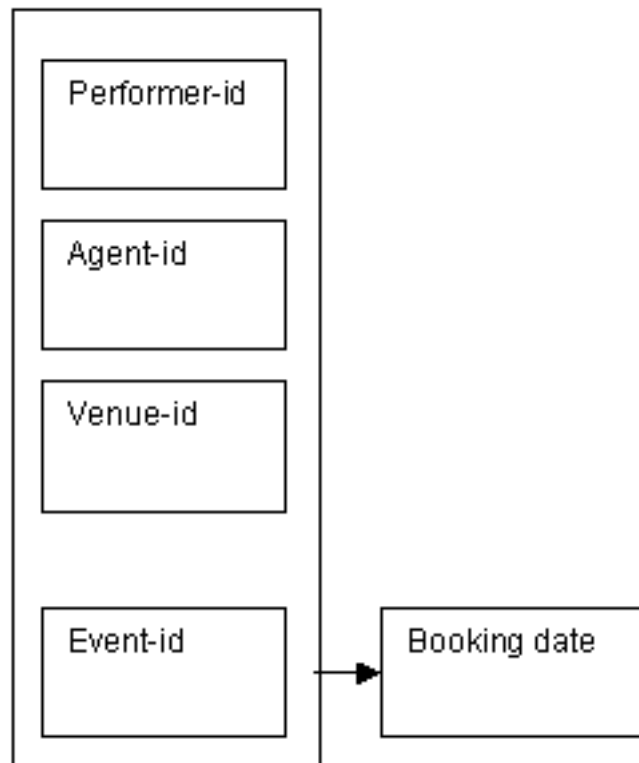 Performer-id
Agent-id
Venue-id
Event-id
Booking date